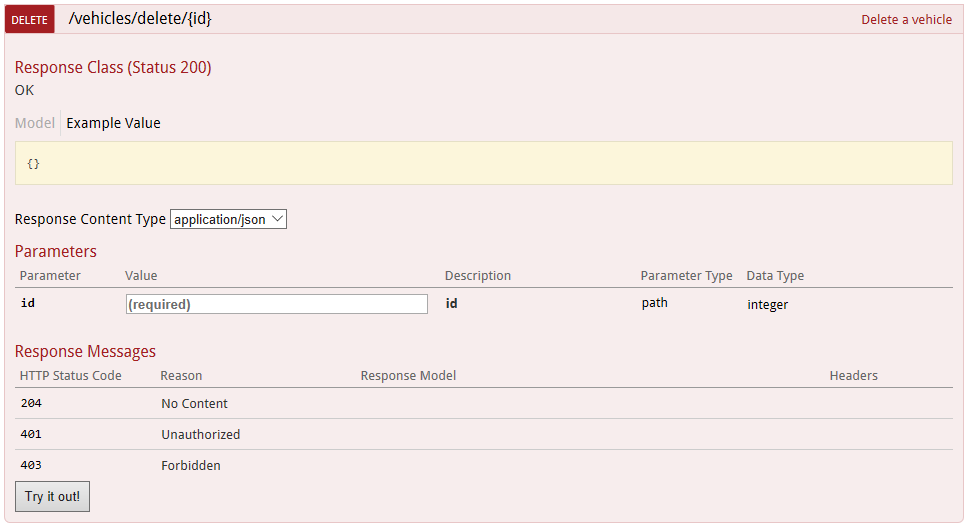 DELETE /vehicles/delete/{id} Delete a vehicle
Response Class (Status 200)
OK
Model Example Value
{}
Response Content Type application/json
Parameters
Parameter Value Description Parameter Type Data Type
id (required) id path integer
Response Messages
HTTP Status Code Reason Response Model Headers
204 No Content
401 Unauthorized
403 Forbidden
Try it out!